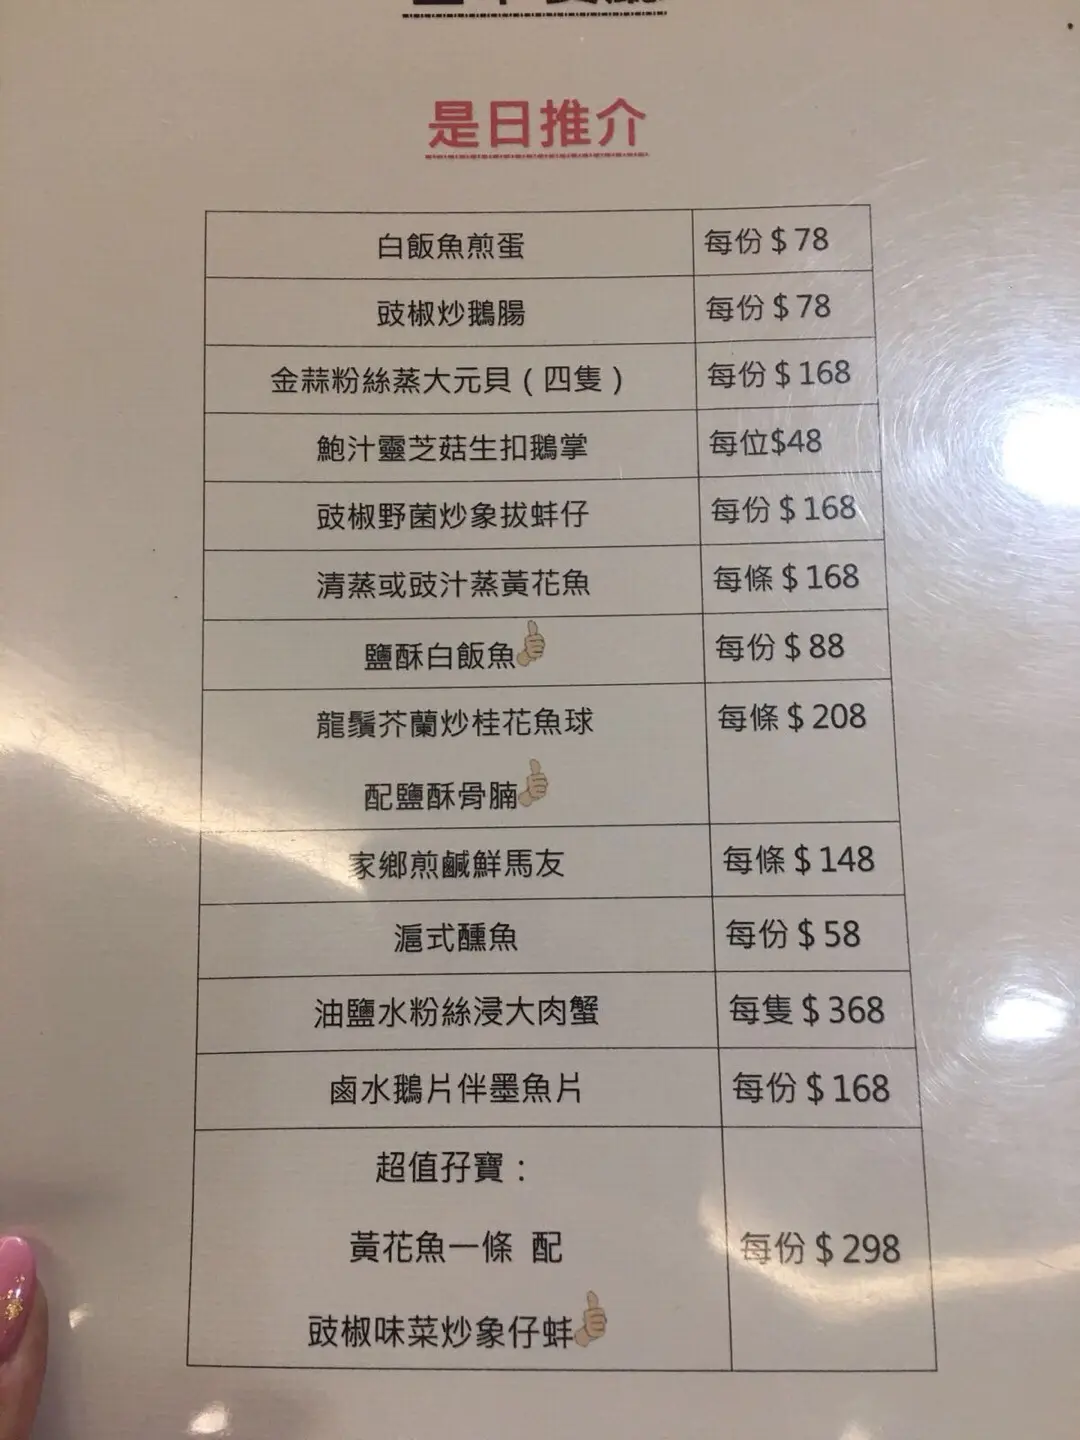 是日推介
白飯魚煎蛋 每份$78
豉椒炒鵝腸 每份$78
金蒜粉絲蒸大元貝(四隻) 每份$168
鮑汁靈芝菇生扣鵝掌 每位$48
豉椒野菌炒象拔蚌仔 每份$168
清蒸或豉汁蒸黃花魚 每條$168
鹽酥白飯魚 每份$88
龍鬚芥蘭炒桂花魚球 每條$208
配鹽酥骨腩
家鄉煎鹹鮮馬友 每條$148
滬式醺魚 每份$58
油鹽水粉絲浸大肉蟹 每隻$368
鹵水鵝片伴墨魚片 每份$168
超值孖寶:
黃花魚一條 配 每份$298
豉椒味菜炒象仔蚌